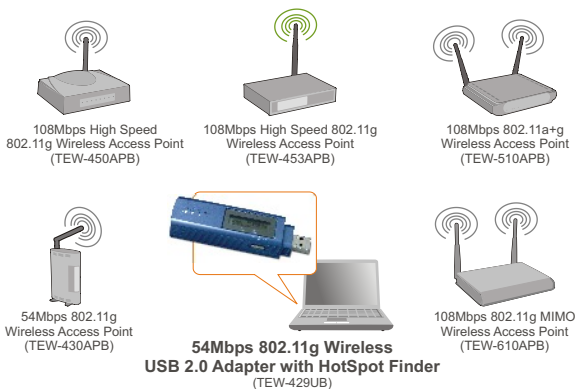 108Mbps High Speed
802.11g Wireless Access Point
(TEW-450APB)
108Mbps High Speed 802.11g
Wireless Access Point
(TEW-453APB)
108Mbps 802.11a+g
Wireless Access Point
(TEW-510APB)
54Mbps 802.11g
Wireless Access Point
(TEW-430APB)
54Mbps 802.11g Wireless
USB 2.0 Adapter with HotSpot Finder
(TEW-429UB)
108Mbps 802.11g MIMO
Wireless Access Point
(TEW-610APB)